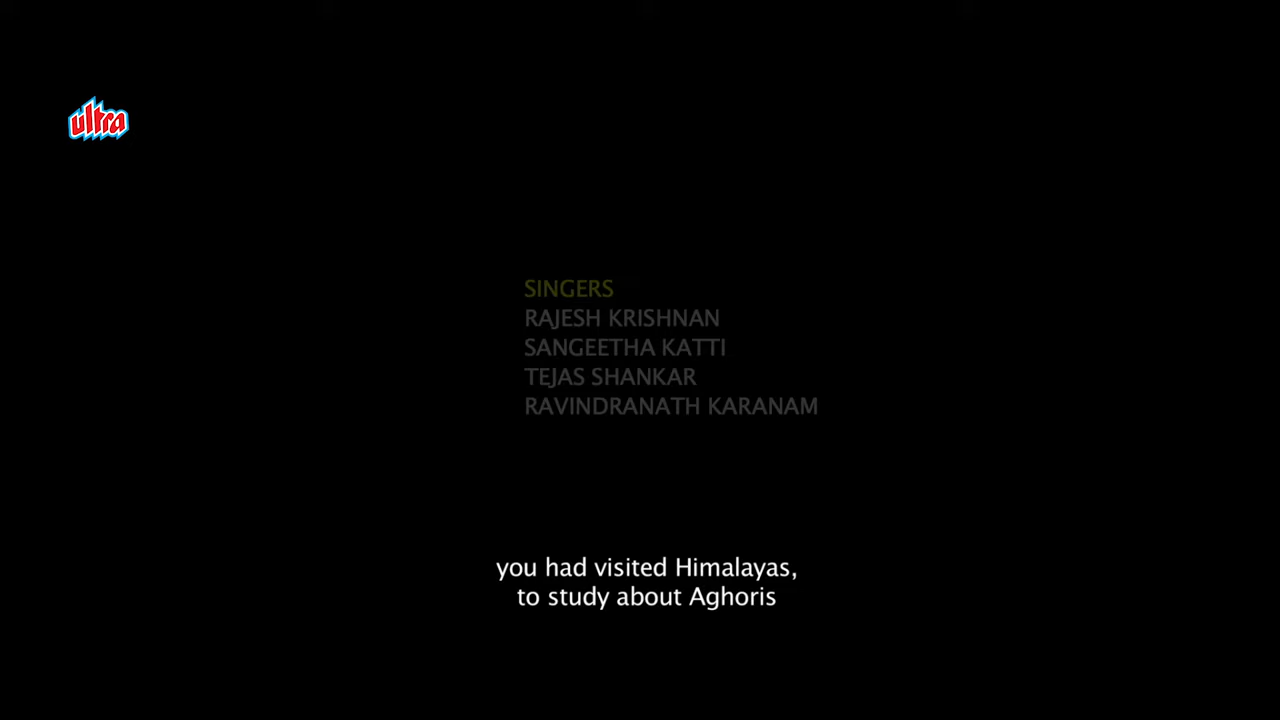 ultra
SINGERS
RAJESH KRISHNAN
SANGEETHA KATTI
TEJAS SHANKAR
RAVINDRANATH KARANAM
you had visited Himalayas,
to study about Aghoris